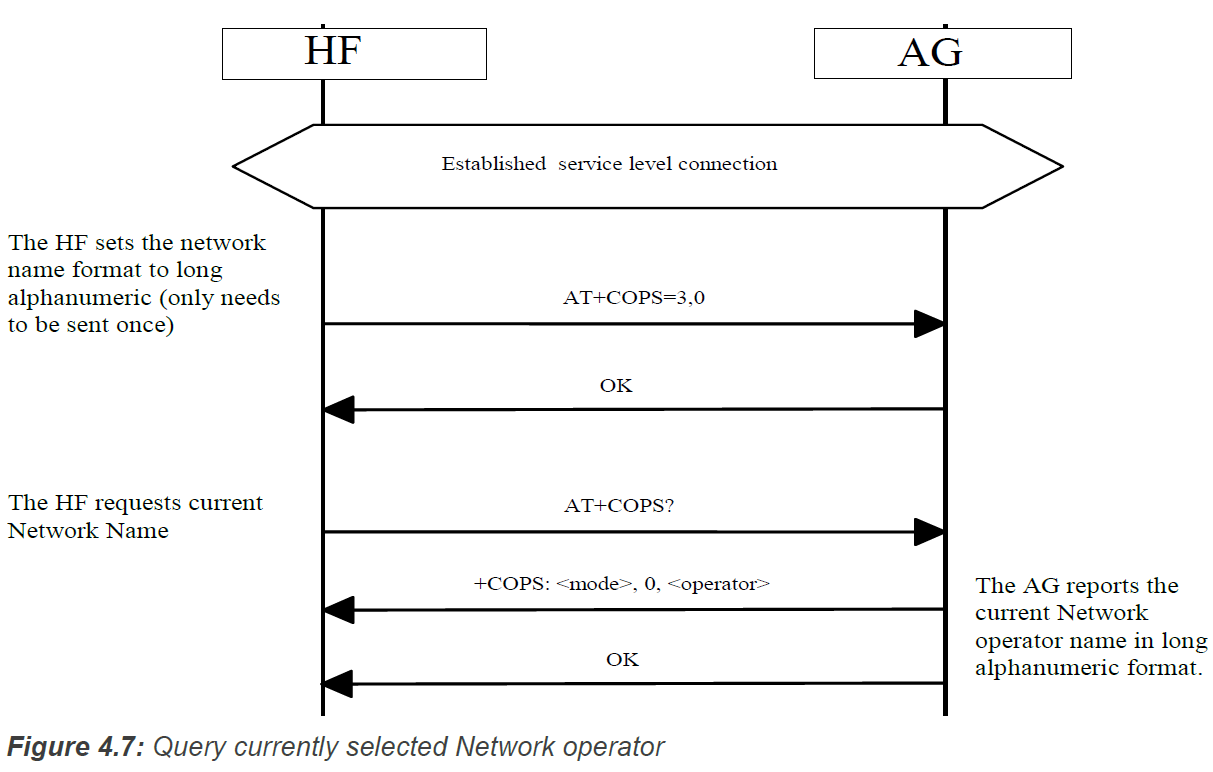 HF
AG
Established service level connection
The HF sets the network
name format to long
alphanumeric (only needs
to be sent once)
AT+COPS=3,0
OK
The HF requests current
Network Name
AT+COPS?
+COPS: <mode>, 0, <operator>
The AG reports the
current Network
operator name in long
alphanumeric format.
OK
Figure 4.7: Query currently selected Network operator